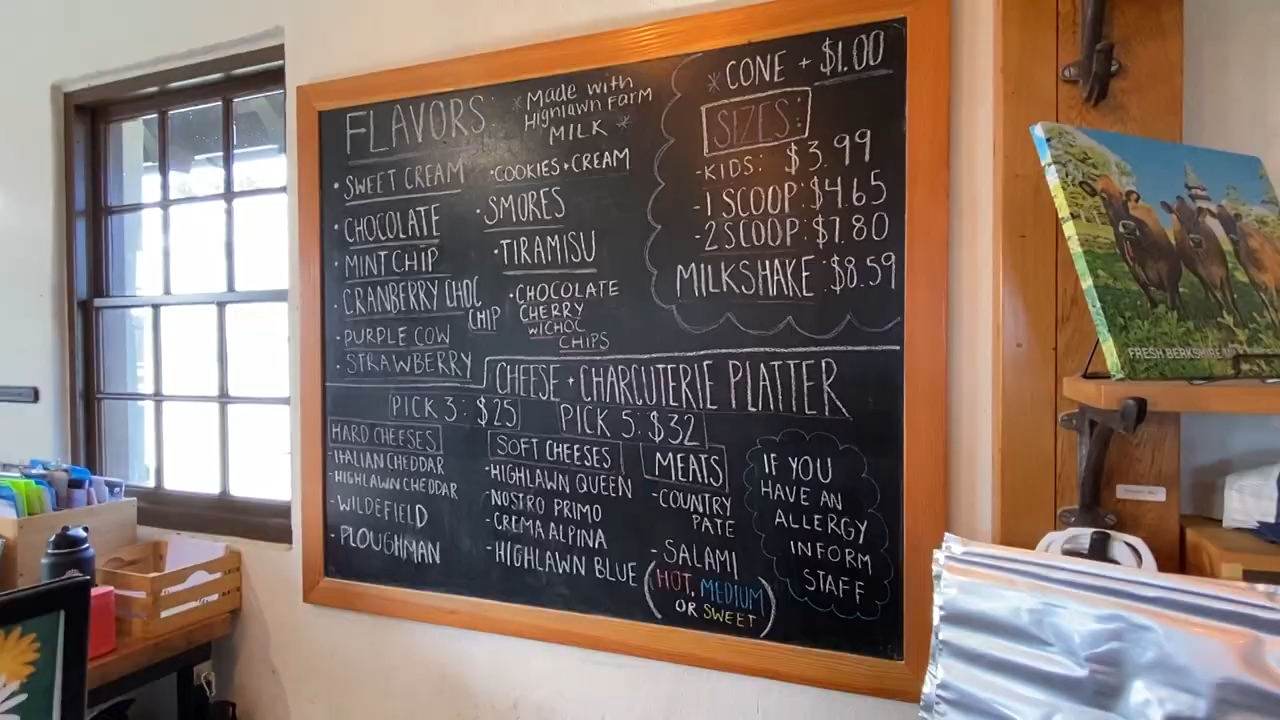 FLAVORS:
*Made with
Highlawn Farm
MILK *
• SWEET CREAM
• CHOCOLATE
• MINT CHIP
• CRANBERRY CHOC
CHIP
• PURPLE COW
• STRAWBERRY
• COOKIES + CREAM
• SMORES
• TIRAMISU
• CHOCOLATE
CHERRY
W/CHOC
CHIPS
* CONE + $1.00
SIZES:
- KIDS: $3.99
- 1 SCOOP: $4.65
- 2 SCOOP: $7.80
MILKSHAKE: $8.59
CHEESE + CHARCUTERIE PLATTER
PICK 3: $25
PICK 5: $32
HARD CHEESES
- ITALIAN CHEDDAR
- HIGHLAWN CHEDDAR
- WILDEFIELD
- PLOUGHMAN
SOFT CHEESES
- HIGHLAWN QUEEN
- NOSTRO PRIMO
- CREMA ALPINA
- HIGHLAWN BLUE
MEATS
- COUNTRY
PATE
- SALAMI
(HOT, MEDIUM
OR SWEET)
IF YOU
HAVE AN
ALLERGY
INFORM
STAFF
FRESH BERKSHIRE